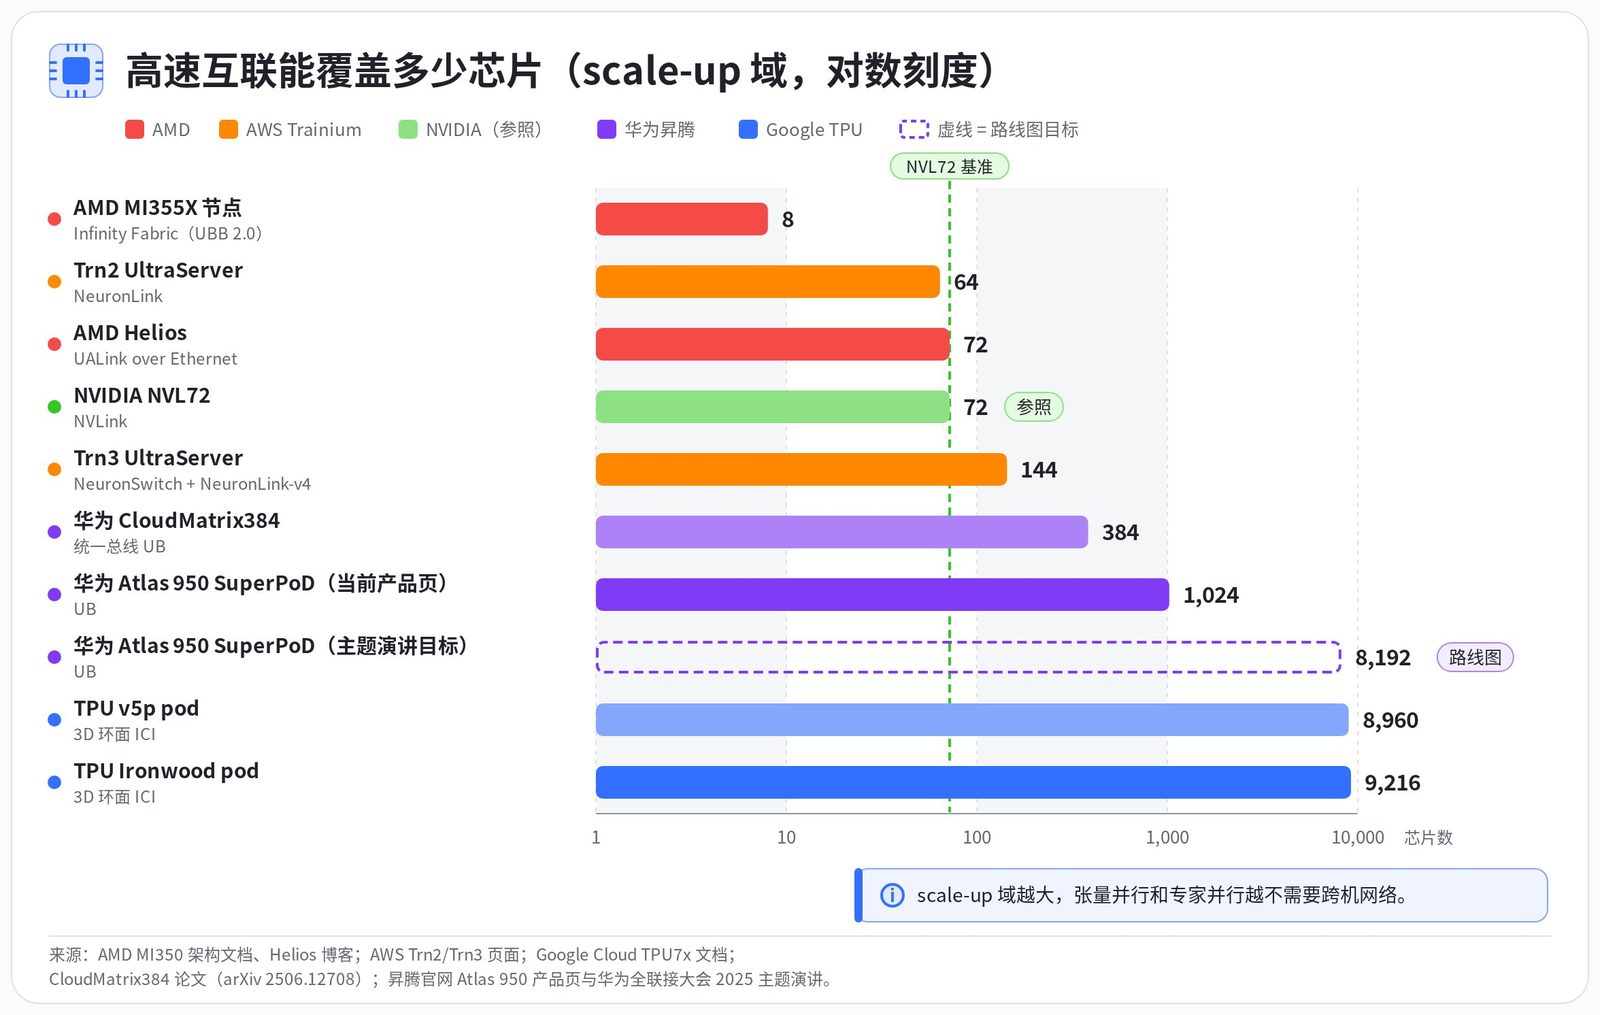 高速互联能覆盖多少芯片（scale-up 域，对数刻度）
AMD
AWS Trainium
NVIDIA（参照）
华为昇腾
Google TPU
虚线 = 路线图目标
NVL72 基准
AMD MI355X 节点
Infinity Fabric（UBB 2.0）
8
Trn2 UltraServer
NeuronLink
64
AMD Helios
UALink over Ethernet
72
NVIDIA NVL72
NVLink
72
参照
Trn3 UltraServer
NeuronSwitch + NeuronLink-v4
144
华为 CloudMatrix384
统一总线 UB
384
华为 Atlas 950 SuperPoD（当前产品页）
UB
1,024
华为 Atlas 950 SuperPoD（主题演讲目标）
UB
8,192
路线图
TPU v5p pod
3D 环面 ICI
8,960
TPU Ironwood pod
3D 环面 ICI
9,216
1
10
100
1,000
10,000
芯片数
scale-up 域越大，张量并行和专家并行越不需要跨机网络。
来源：AMD MI350 架构文档、Helios 博客；AWS Trn2/Trn3 页面；Google Cloud TPU7x 文档；
CloudMatrix384 论文（arXiv 2506.12708）；昇腾官网 Atlas 950 产品页与华为全联接大会 2025 主题演讲。